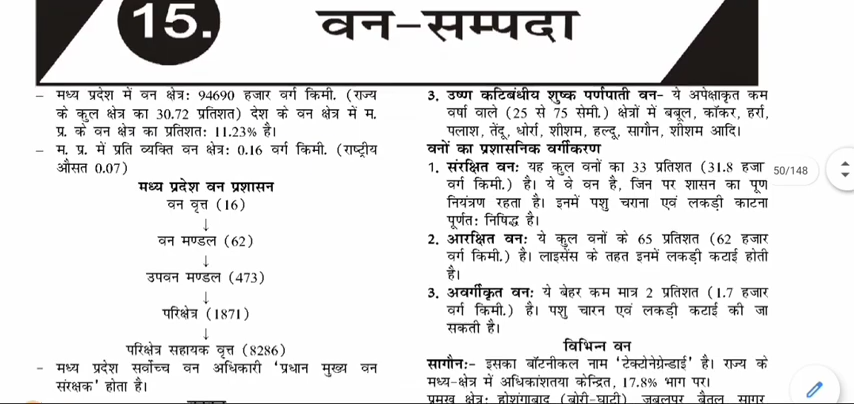 15.
वन-सम्पदा
– मध्य प्रदेश में वन क्षेत्र: 94690 हजार वर्ग किमी. (राज्य
के कुल क्षेत्र का 30.72 प्रतिशत) देश के वन क्षेत्र में म.
प्र. के वन क्षेत्र का प्रतिशत: 11.23% है।
– म. प्र. में प्रति व्यक्ति वन क्षेत्र: 0.16 वर्ग किमी. (राष्ट्रीय
औसत 0.07)
मध्य प्रदेश वन प्रशासन
वन वृत्त (16)
↓
वन मण्डल (62)
↓
उपवन मण्डल (473)
↓
परिक्षेत्र (1871)
↓
परिक्षेत्र सहायक वृत्त (8286)
– मध्य प्रदेश सर्वोच्च वन अधिकारी 'प्रधान मुख्य वन
संरक्षक' होता है।
3. उष्ण कटिबंधीय शुष्क पर्णपाती वन– ये अपेक्षाकृत कम
वर्षा वाले (25 से 75 सेमी.) क्षेत्रों में बबूल, कॉकर, हर्रा,
पलाश, तेंदू, धोर्रा, शीशम, हल्दू, सागौन, शीशम आदि।
वनों का प्रशासनिक वर्गीकरण
1. संरक्षित वन: यह कुल वनों का 33 प्रतिशत (31.8 हजा
वर्ग किमी.) है। ये वे वन है, जिन पर शासन का पूण
नियंत्रण रहता है। इनमें पशु चराना एवं लकड़ी काटना
पूर्णत: निषिद्ध है।
2. आरक्षित वन: ये कुल वनों के 65 प्रतिशत (62 हजार
वर्ग किमी.) है। लाइसेंस के तहत इनमें लकड़ी कटाई होती
है।
3. अवर्गीकृत वन: ये बेहर कम मात्र 2 प्रतिशत (1.7 हजार
वर्ग किमी.) है। पशु चारन एवं लकड़ी कटाई की जा
सकती है।
विभिन्न वन
सागौन:– इसका बॉटनीकल नाम 'टेक्टोनेग्रेन्डाई' है। राज्य के
मध्य-क्षेत्र में अधिकांशतया केन्द्रित, 17.8% भाग पर।
प्रमुख क्षेत्र: होशंगाबाद (बोरी-घाटी) जबलपुर बैतूल सागर
50/148